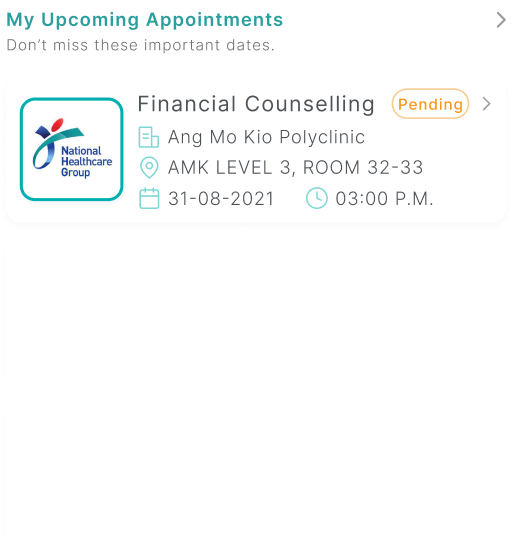 My Upcoming Appointments
Don't miss these important dates.
Financial Counselling Pending
National
Healthcare
Group
Ang Mo Kio Polyclinic
AMK LEVEL 3, ROOM 32-33
31-08-2021 03:00 P.M.